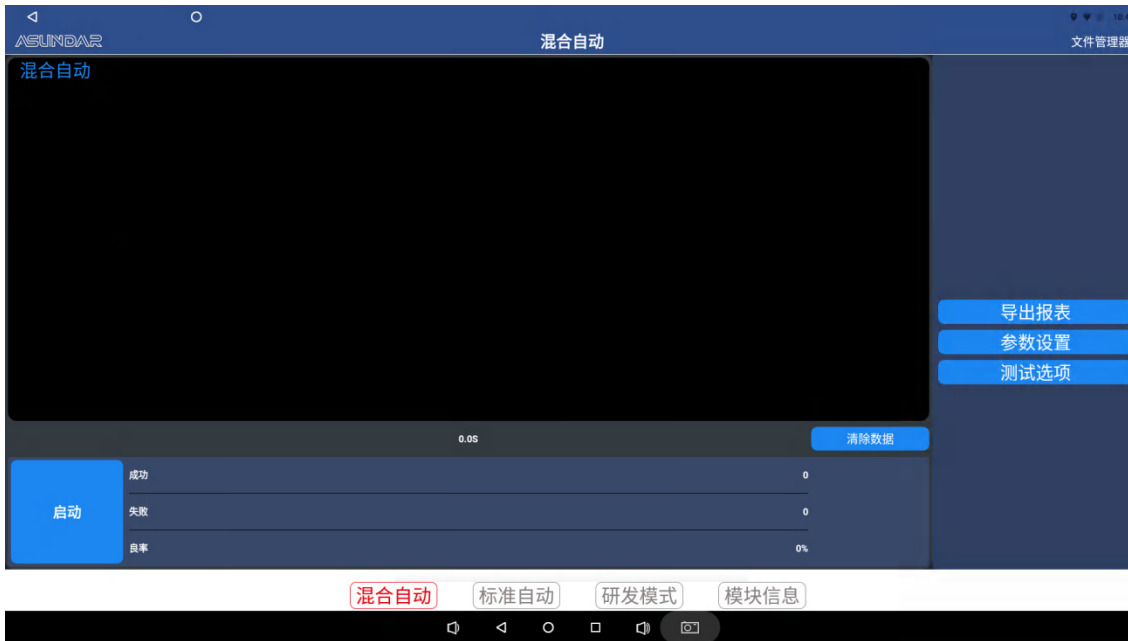 ASUNDAR
混合自动
文件管理器
混合自动
导出报表
参数设置
测试选项
0.0S
清除数据
启动
成功 0
失败 0
良率 0%
混合自动 标准自动 研发模式 模块信息